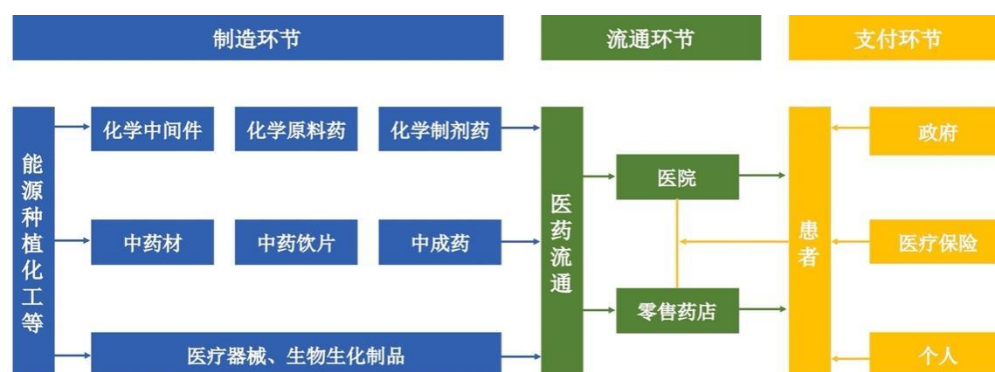 制造环节
流通环节
支付环节
能源种植化工等
化学中间件
化学原料药
化学制剂药
中药材
中药饮片
中成药
医疗器械、生物生化制品
医药流通
医院
零售药店
患者
政府
医疗保险
个人